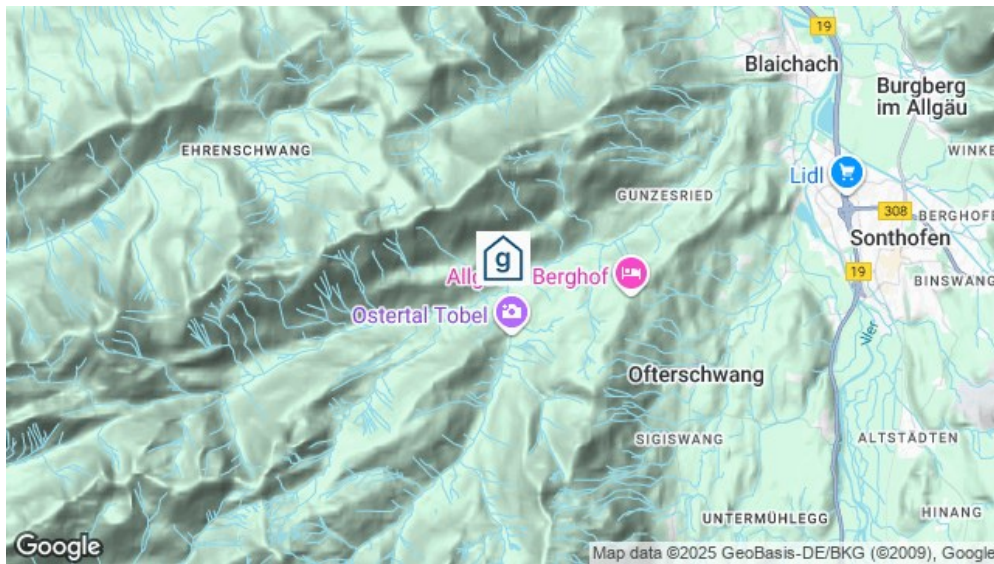 19
Blaichach
Burgberg
im Allgäu
EHRENSCHWANG
WINKE
Lidl
GUNZESRIED
308
BERGHOFE
Sonthofen
g
Allg
Berghof
19
BINSWANG
Ostertal Tobel
Iller
Ofterschwang
SIGISWANG
ALTSTÄDTEN
HINANG
UNTERMÜHLEGG
Google
Map data ©2025 GeoBasis-DE/BKG (©2009), Google